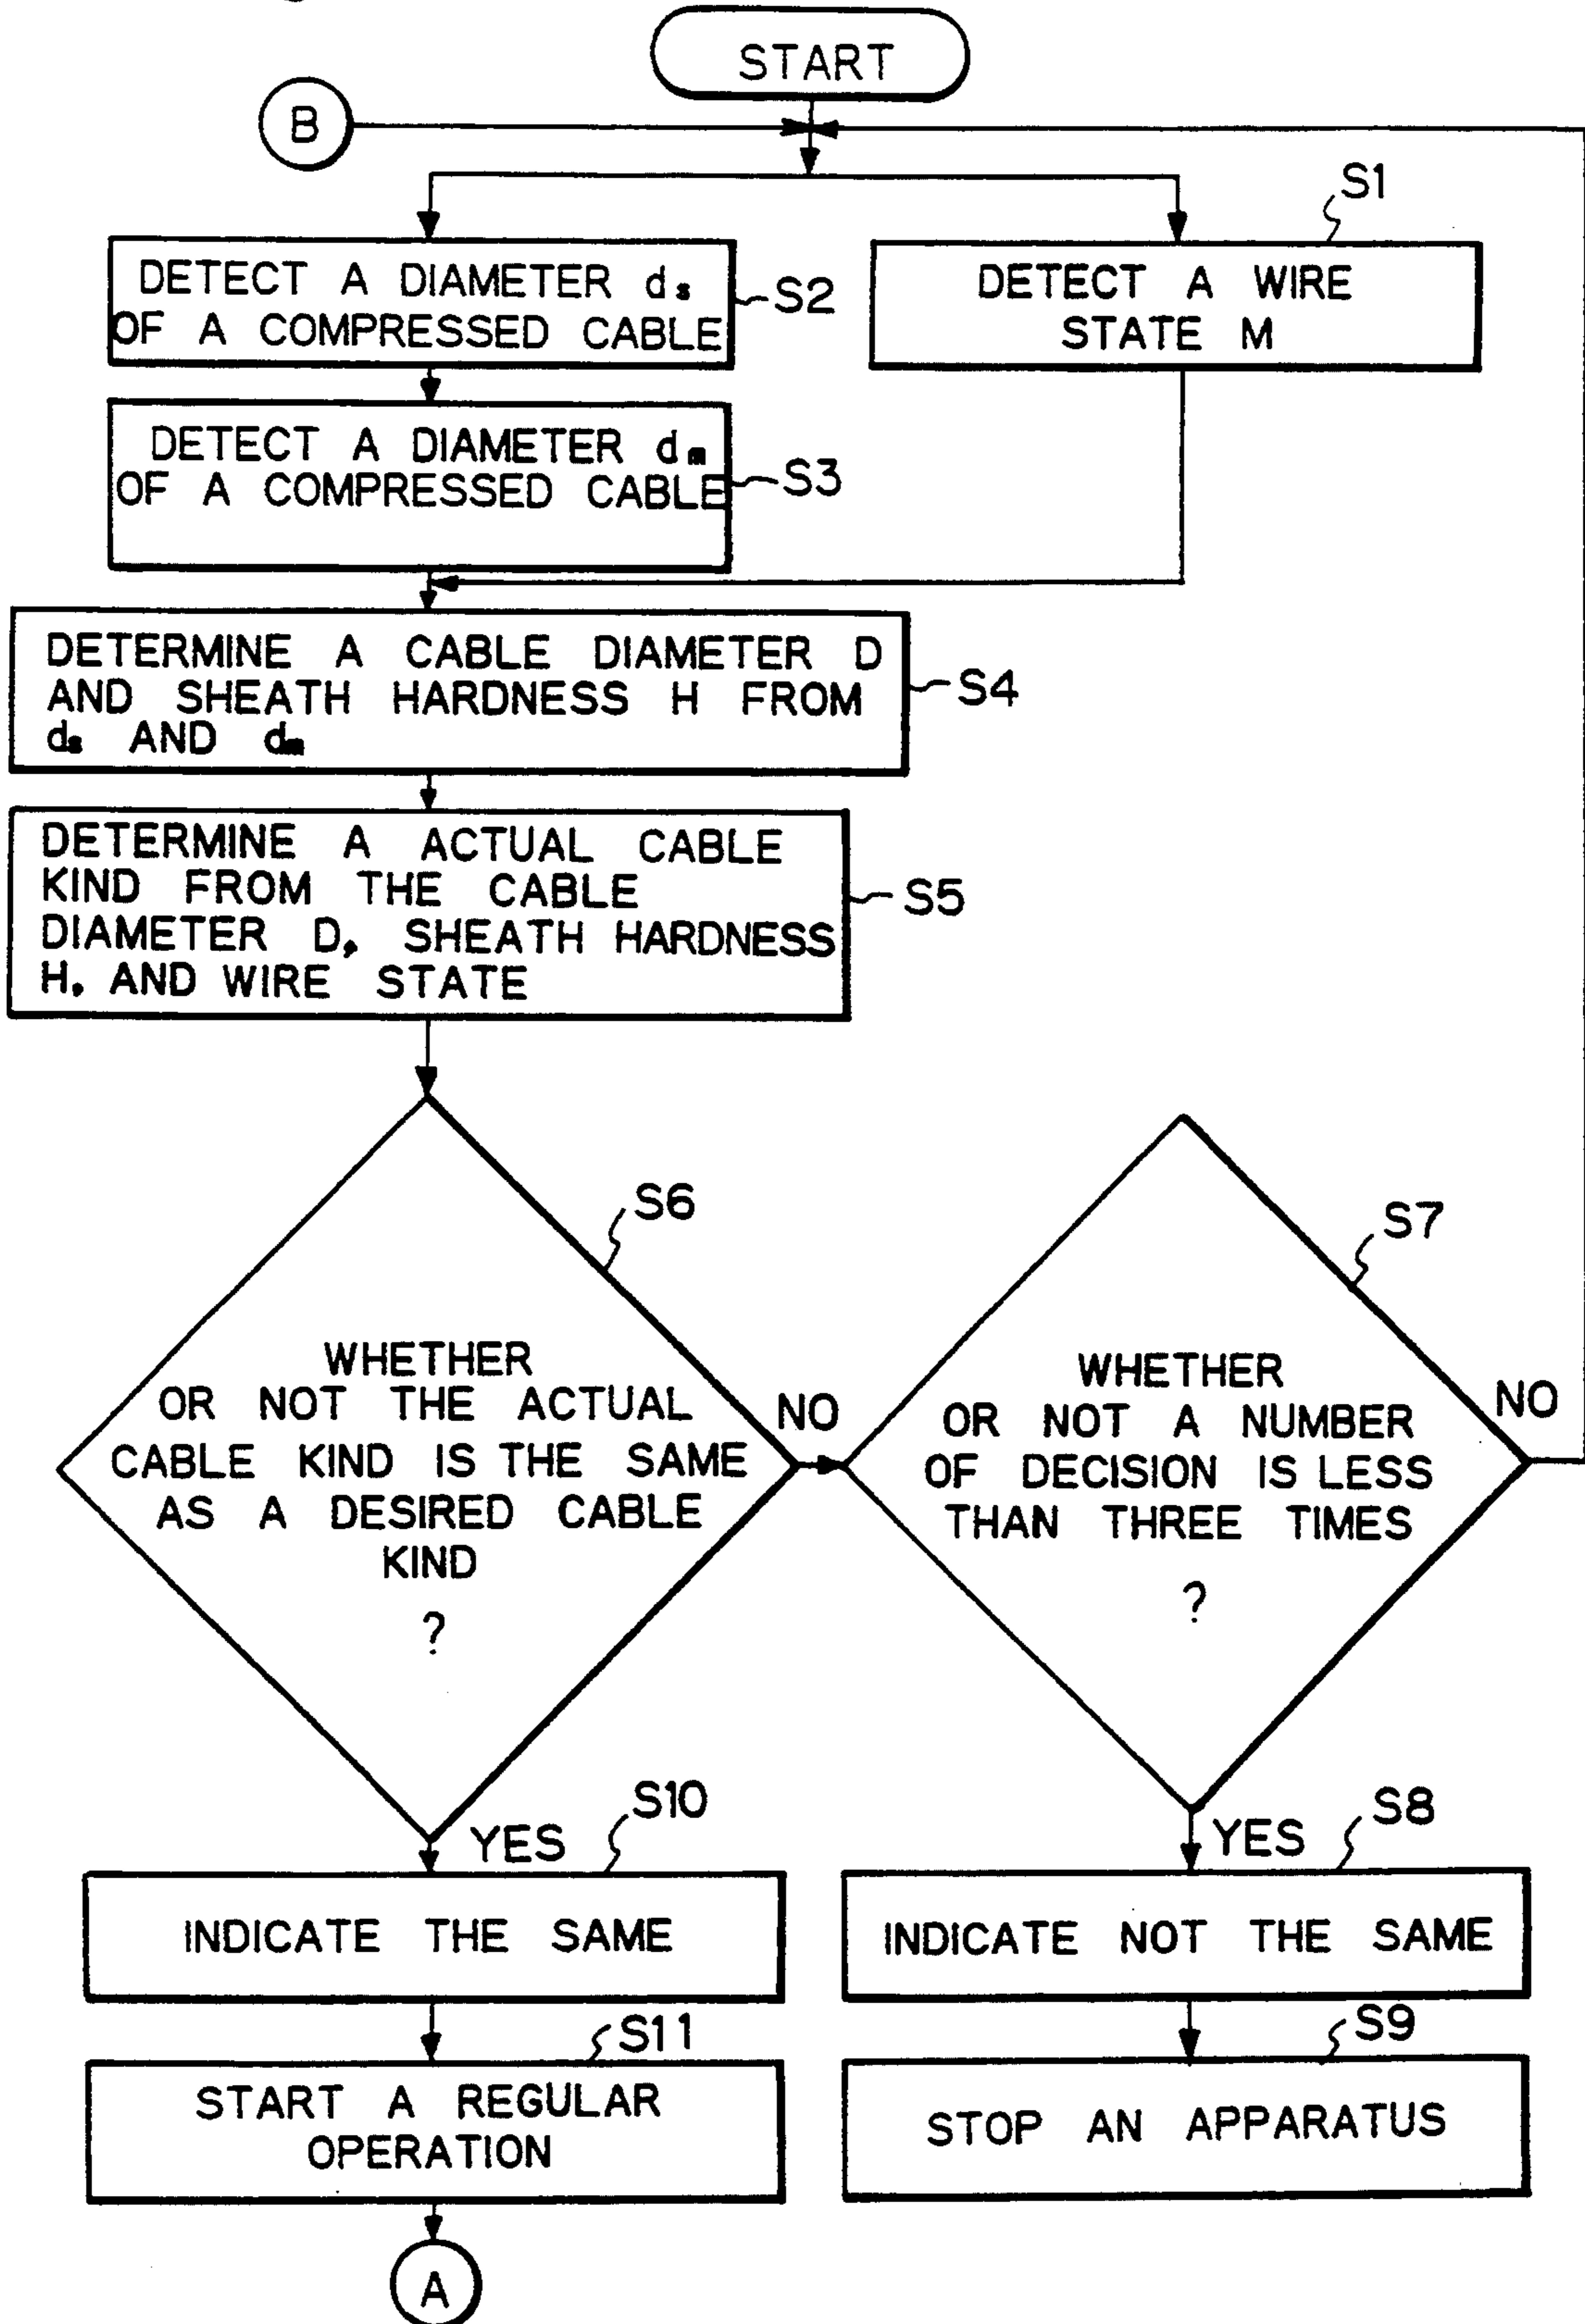 START
B
S1
DETECT A DIAMETER ds
OF A COMPRESSED CABLE
S2
DETECT A WIRE
STATE M
DETECT A DIAMETER dm
OF A COMPRESSED CABLE
S3
DETERMINE A CABLE DIAMETER D
AND SHEATH HARDNESS H FROM
ds AND dm
S4
DETERMINE A ACTUAL CABLE
KIND FROM THE CABLE
DIAMETER D, SHEATH HARDNESS
H, AND WIRE STATE
S5
S6
WHETHER
OR NOT THE ACTUAL
CABLE KIND IS THE SAME
AS A DESIRED CABLE
KIND
?
NO
S7
WHETHER
OR NOT A NUMBER
OF DECISION IS LESS
THAN THREE TIMES
?
NO
YES
S10
INDICATE THE SAME
YES
S8
INDICATE NOT THE SAME
S11
START A REGULAR
OPERATION
S9
STOP AN APPARATUS
A